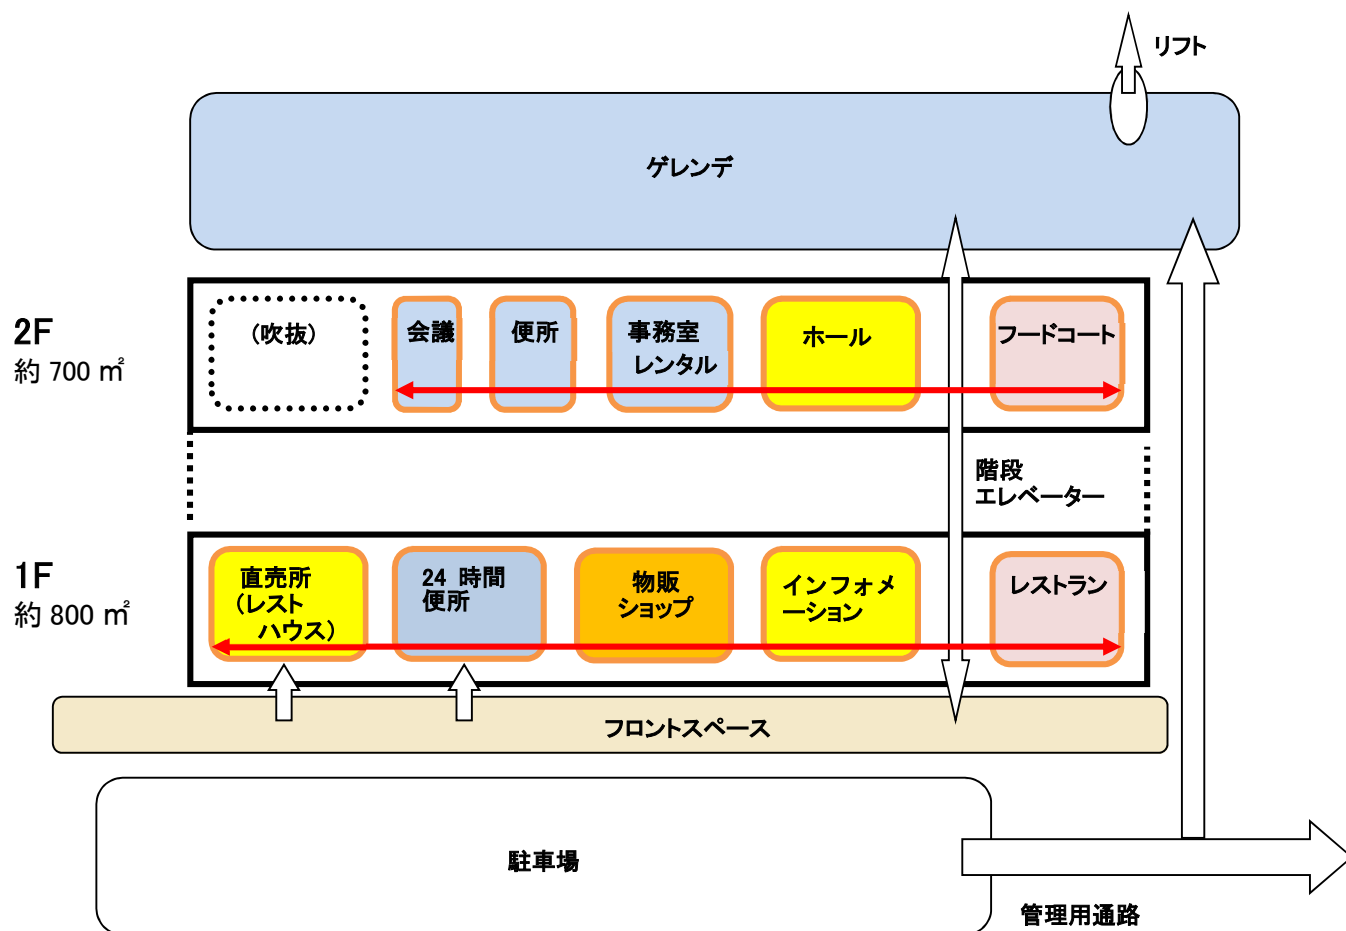 リフト
ゲレンデ
2F
約 700 ㎡
(吹抜)
会議
便所
事務室
レンタル
ホール
フードコート
階段
エレベーター
1F
約 800 ㎡
直売所
(レスト
ハウス)
24 時間
便所
物販
ショップ
インフォメ
ーション
レストラン
フロントスペース
駐車場
管理用通路